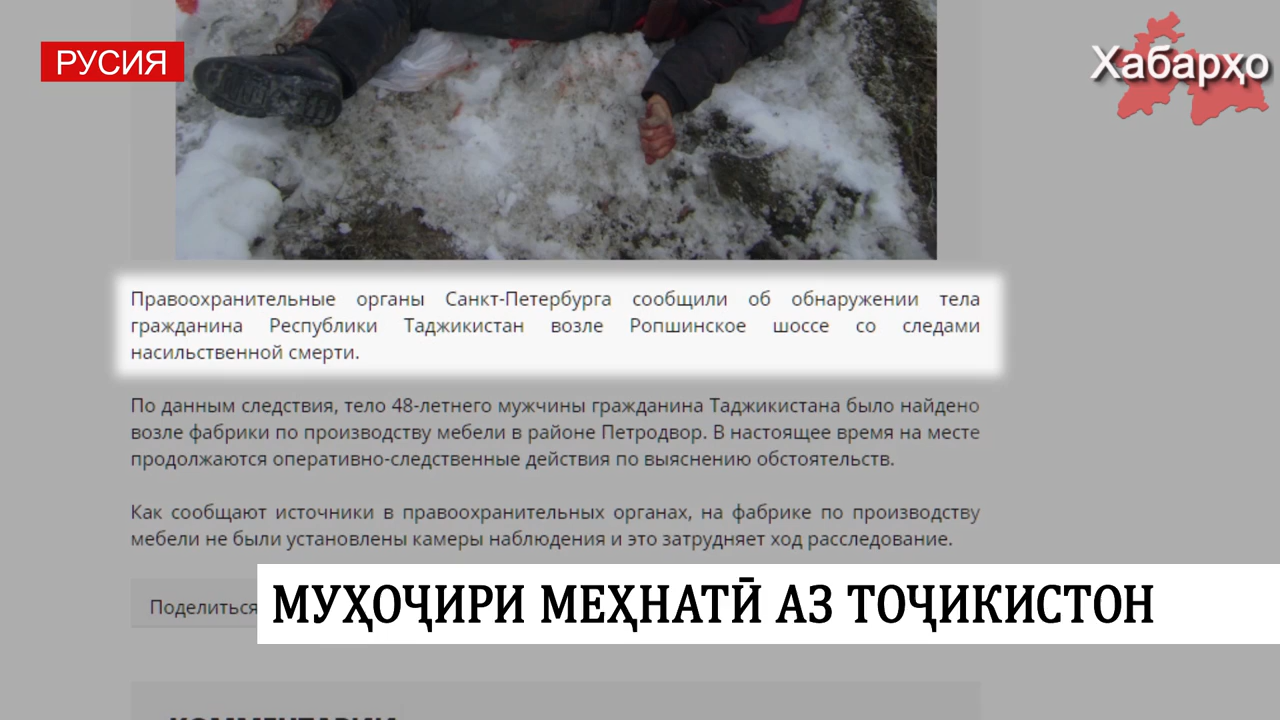 РУСИЯ
Хабарҳо
Правоохранительные органы Санкт-Петербурга сообщили об обнаружении тела
гражданина Республики Таджикистан возле Ропшинское шоссе со следами
насильственной смерти.
По данным следствия, тело 48-летнего мужчины гражданина Таджикистана было найдено
возле фабрики по производству мебели в районе Петродвор. В настоящее время на месте
продолжаются оперативно-следственные действия по выяснению обстоятельств.
Как сообщают источники в правоохранительных органах, на фабрике по производству
мебели не были установлены камеры наблюдения и это затрудняет ход расследование.
Поделиться
МУҲОҶИРИ МЕҲНАТӢ АЗ ТОҶИКИСТОН